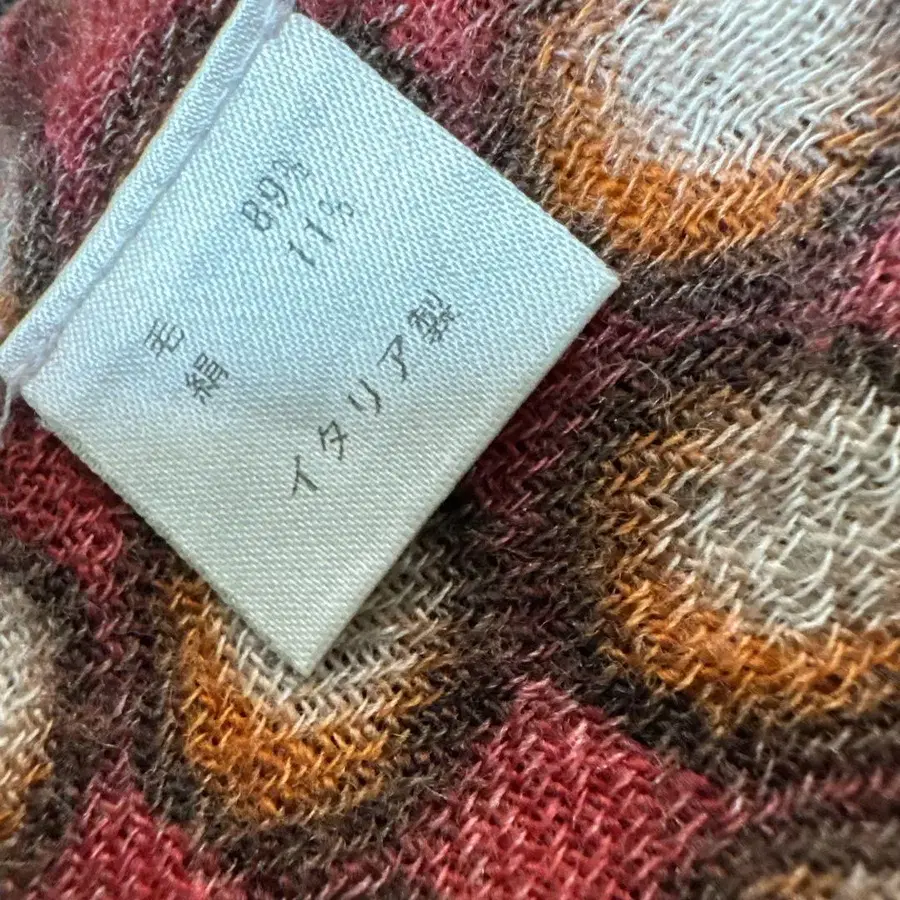 毛 89%
絹 11%
イタリア製